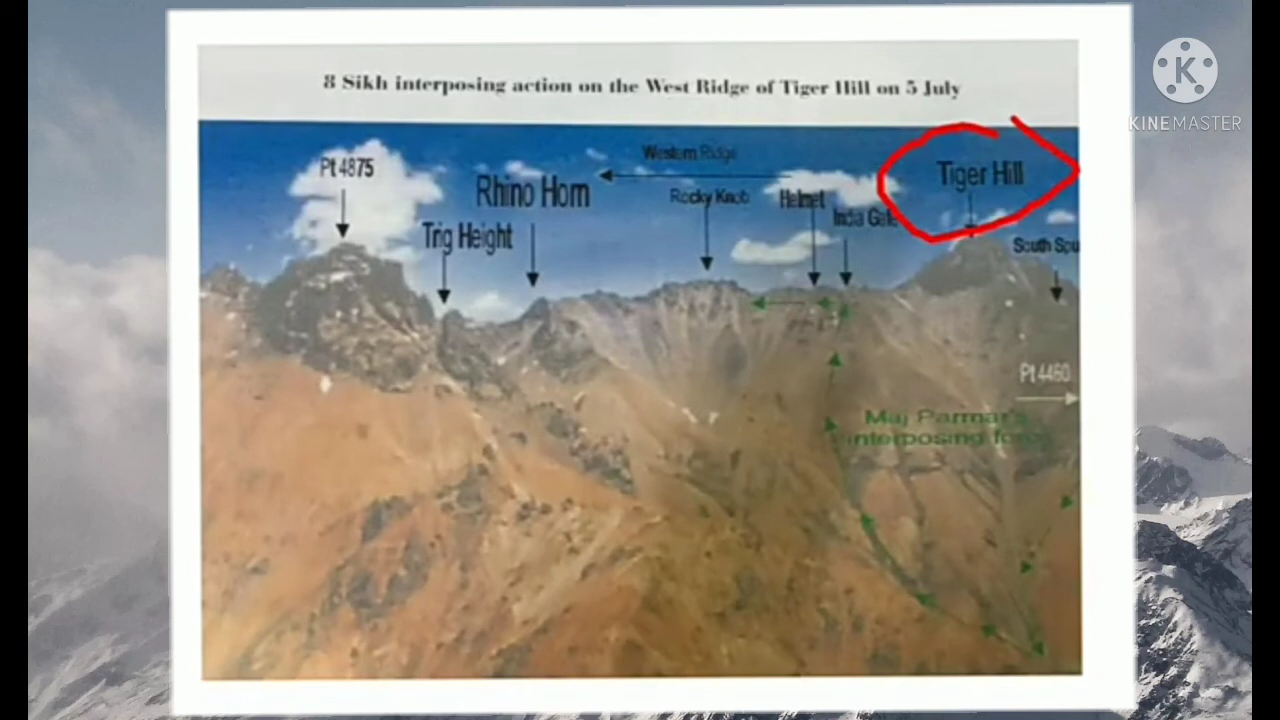 8 Sikh interposing action on the West Ridge of Tiger Hill on 5 July
K
KINEMASTER
Pt 4875
Western Ridge
Tiger Hill
Rhino Horn
Rocky Knob
Helmet
India Gate
Trig Height
South Spu
Pt 4460
Maj Parmar's
interposing force